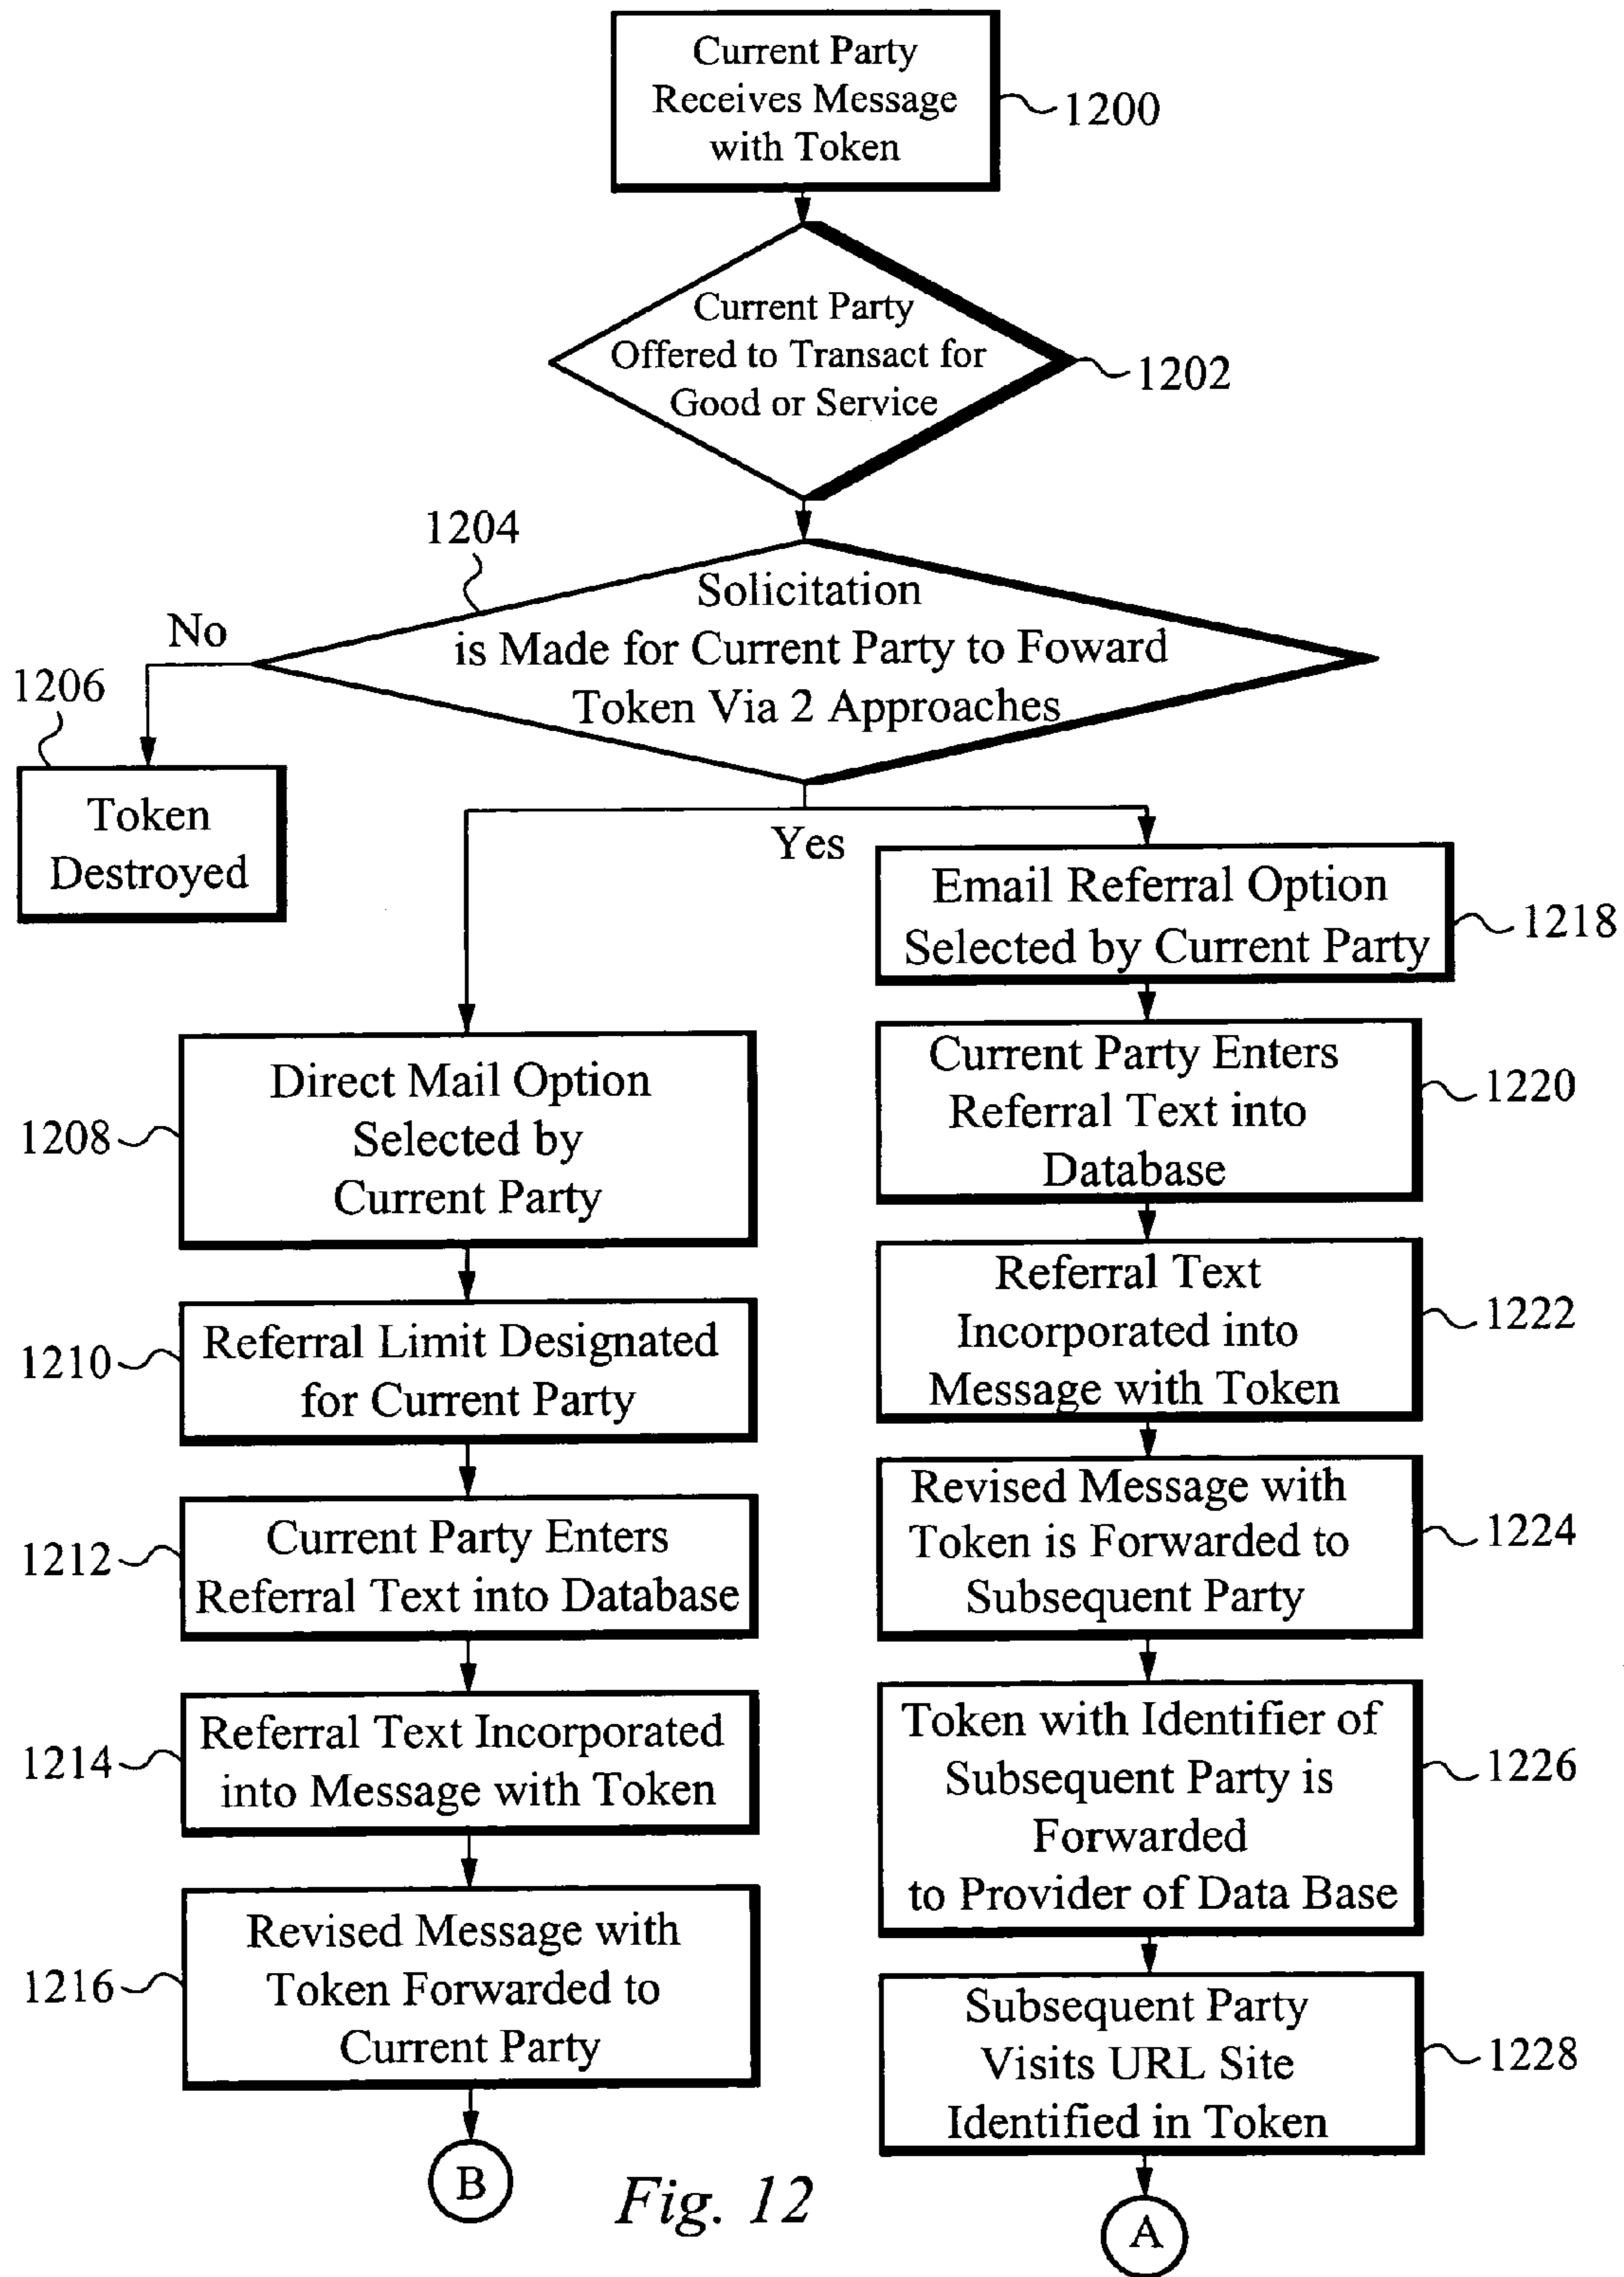 Current Party
Receives Message
with Token
1200
Current Party
Offered to Transact for
Good or Service
1202
1204
Solicitation
is Made for Current Party to Foward
Token Via 2 Approaches
No
1206
Token
Destroyed
Yes
Direct Mail Option
Selected by
Current Party
1208
Referral Limit Designated
for Current Party
1210
Current Party Enters
Referral Text into Database
1212
Referral Text Incorporated
into Message with Token
1214
Revised Message with
Token Forwarded to
Current Party
1216
B
Email Referral Option
Selected by Current Party
1218
Current Party Enters
Referral Text into
Database
1220
Referral Text
Incorporated into
Message with Token
1222
Revised Message with
Token is Forwarded to
Subsequent Party
1224
Token with Identifier of
Subsequent Party is
Forwarded
to Provider of Data Base
1226
Subsequent Party
Visits URL Site
Identified in Token
1228
A
Fig. 12